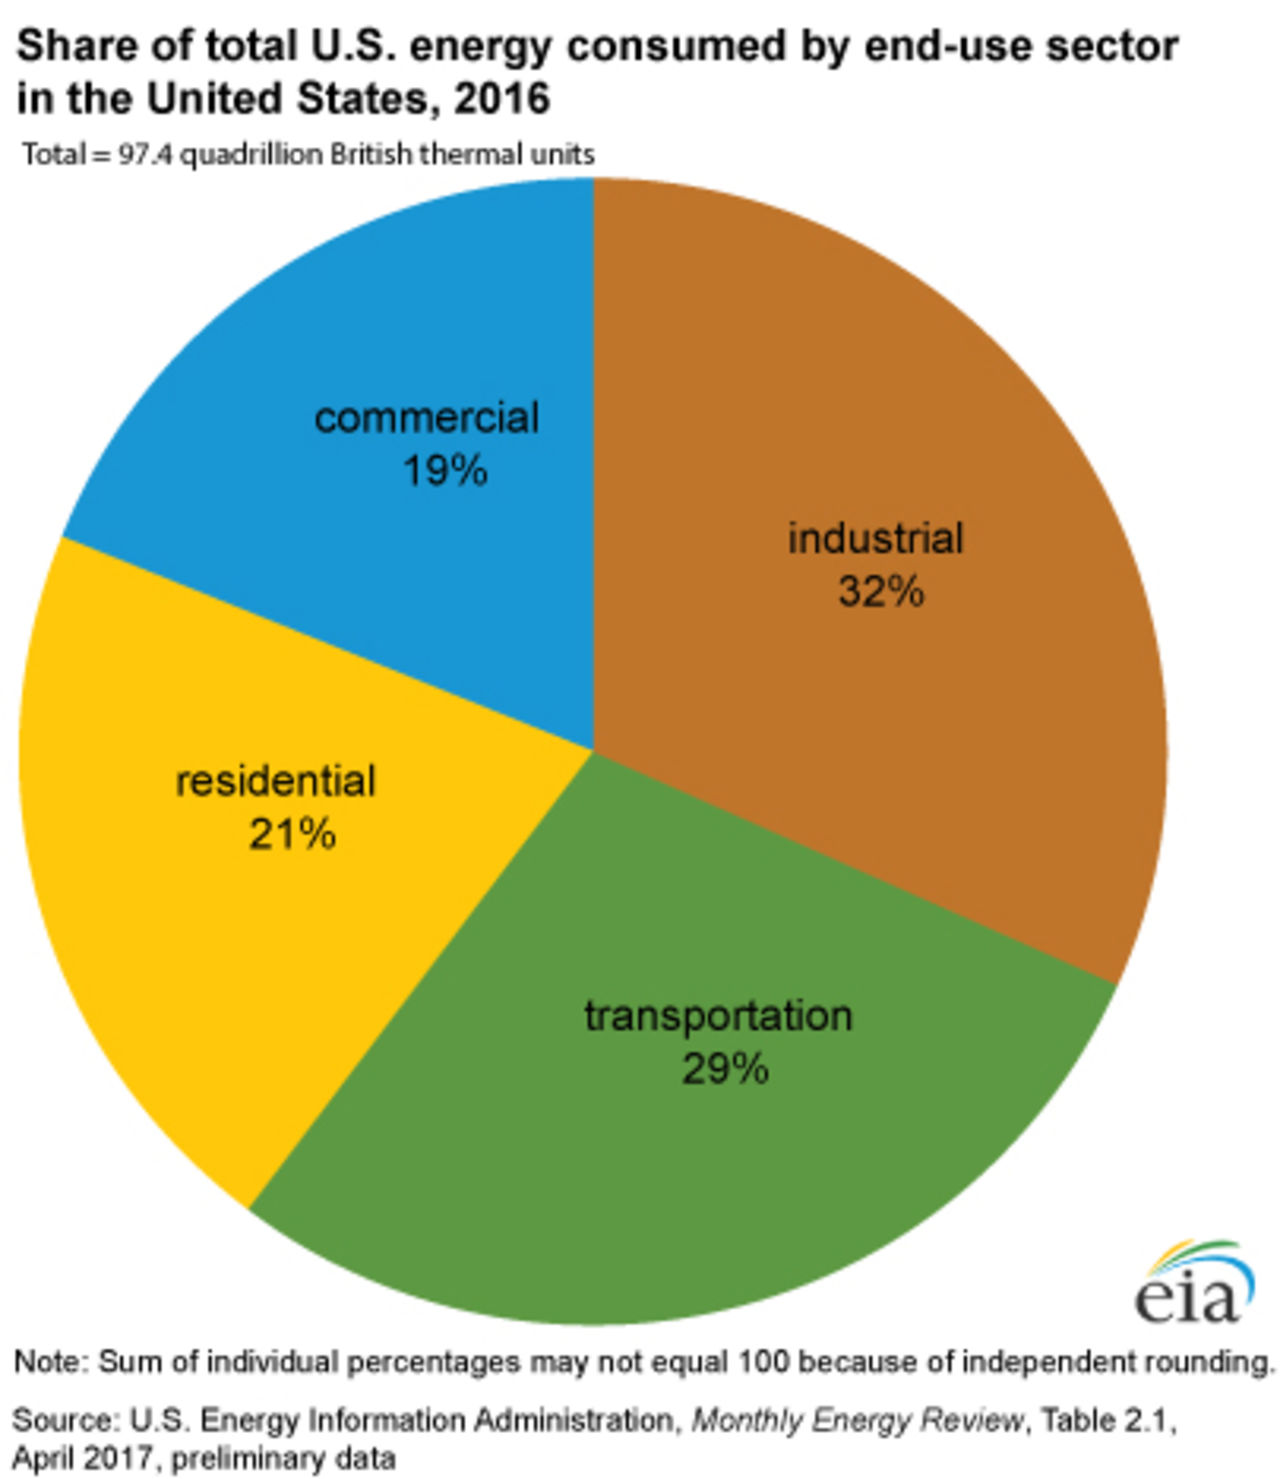 Share of total U.S. energy consumed by end-use sector
in the United States, 2016
Total = 97.4 quadrillion British thermal units
commercial
19%
industrial
32%
residential
21%
transportation
29%
eia
Note: Sum of individual percentages may not equal 100 because of independent rounding.
Source: U.S. Energy Information Administration, Monthly Energy Review, Table 2.1,
April 2017, preliminary data